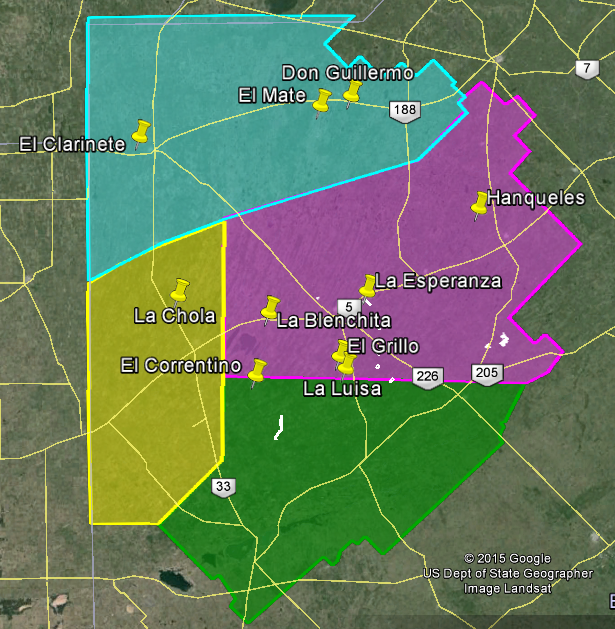 7
Don Guillermo
El Mate
188
El Clarinete
Hanqueles
La Esperanza
5
La Chola
La Blenchita
El Grillo
El Correntino
226
205
La Luisa
33
© 2015 Google
US Dept of State Geographer
Image Landsat
E